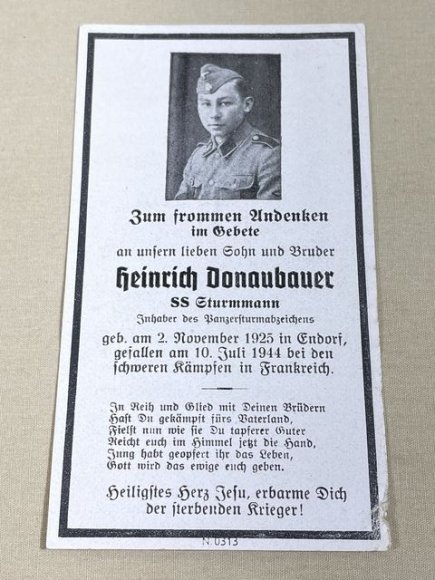 Zum frommen Andenken
im Gebete
an unsern lieben Sohn und Bruder
Heinrich Donaubauer
SS Sturmmann
Inhaber des Panzersturmabzeichens
geb. am 2. November 1925 in Endorf,
gefallen am 10. Juli 1944 bei den
schweren Kämpfen in Frankreich.
In Reih und Glied mit Deinen Brüdern
Hast Du gekämpft fürs Vaterland,
Fielst nun wie sie Du tapferer Guter
Reicht euch im Himmel jetzt die Hand,
Jung habt geopfert ihr das Leben,
Gott wird das ewige euch geben.
Heiligstes Herz Jesu, erbarme Dich
der sterbenden Krieger!
N. 0313